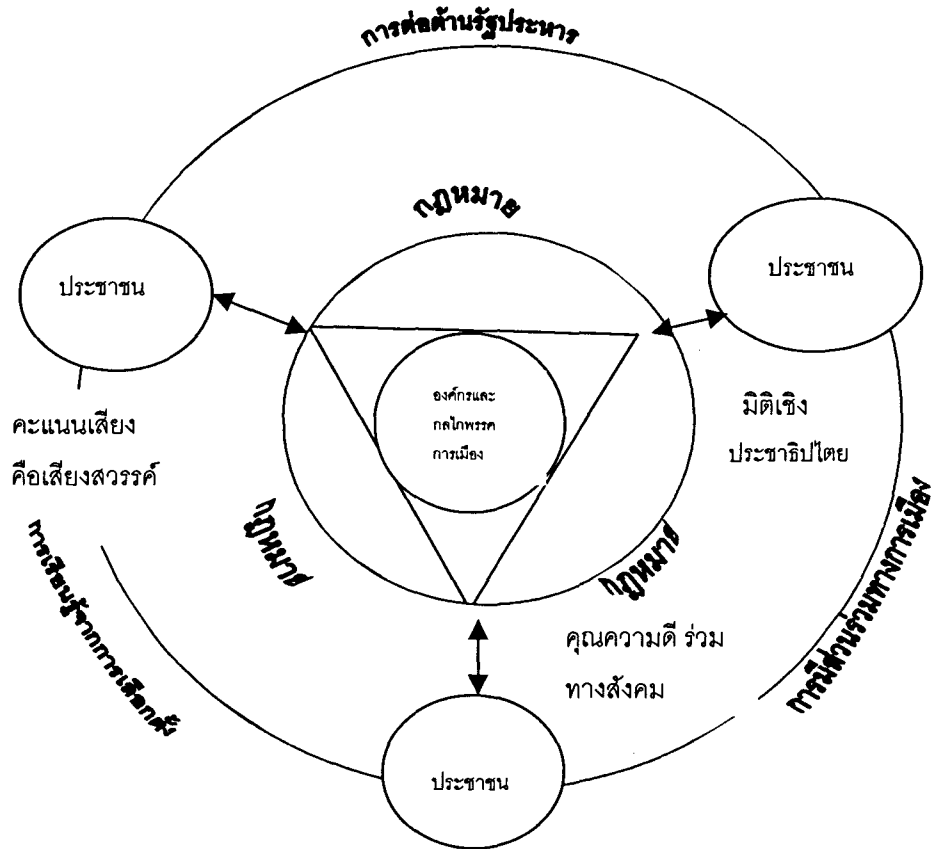 การต่อต้านรัฐประหาร
กฎหมาย
ประชาชน
ประชาชน
องค์กรและ
กลไกพรรค
การเมือง
คะแนนเสียง
คือเสียงสวรรค์
มิติเชิง
ประชาธิปไตย
กฎหมาย
กฎหมาย
การเรียนรู้จากการเลือกตั้ง
การมีส่วนร่วมทางการเมือง
คุณความดี ร่วม
ทางสังคม
ประชาชน